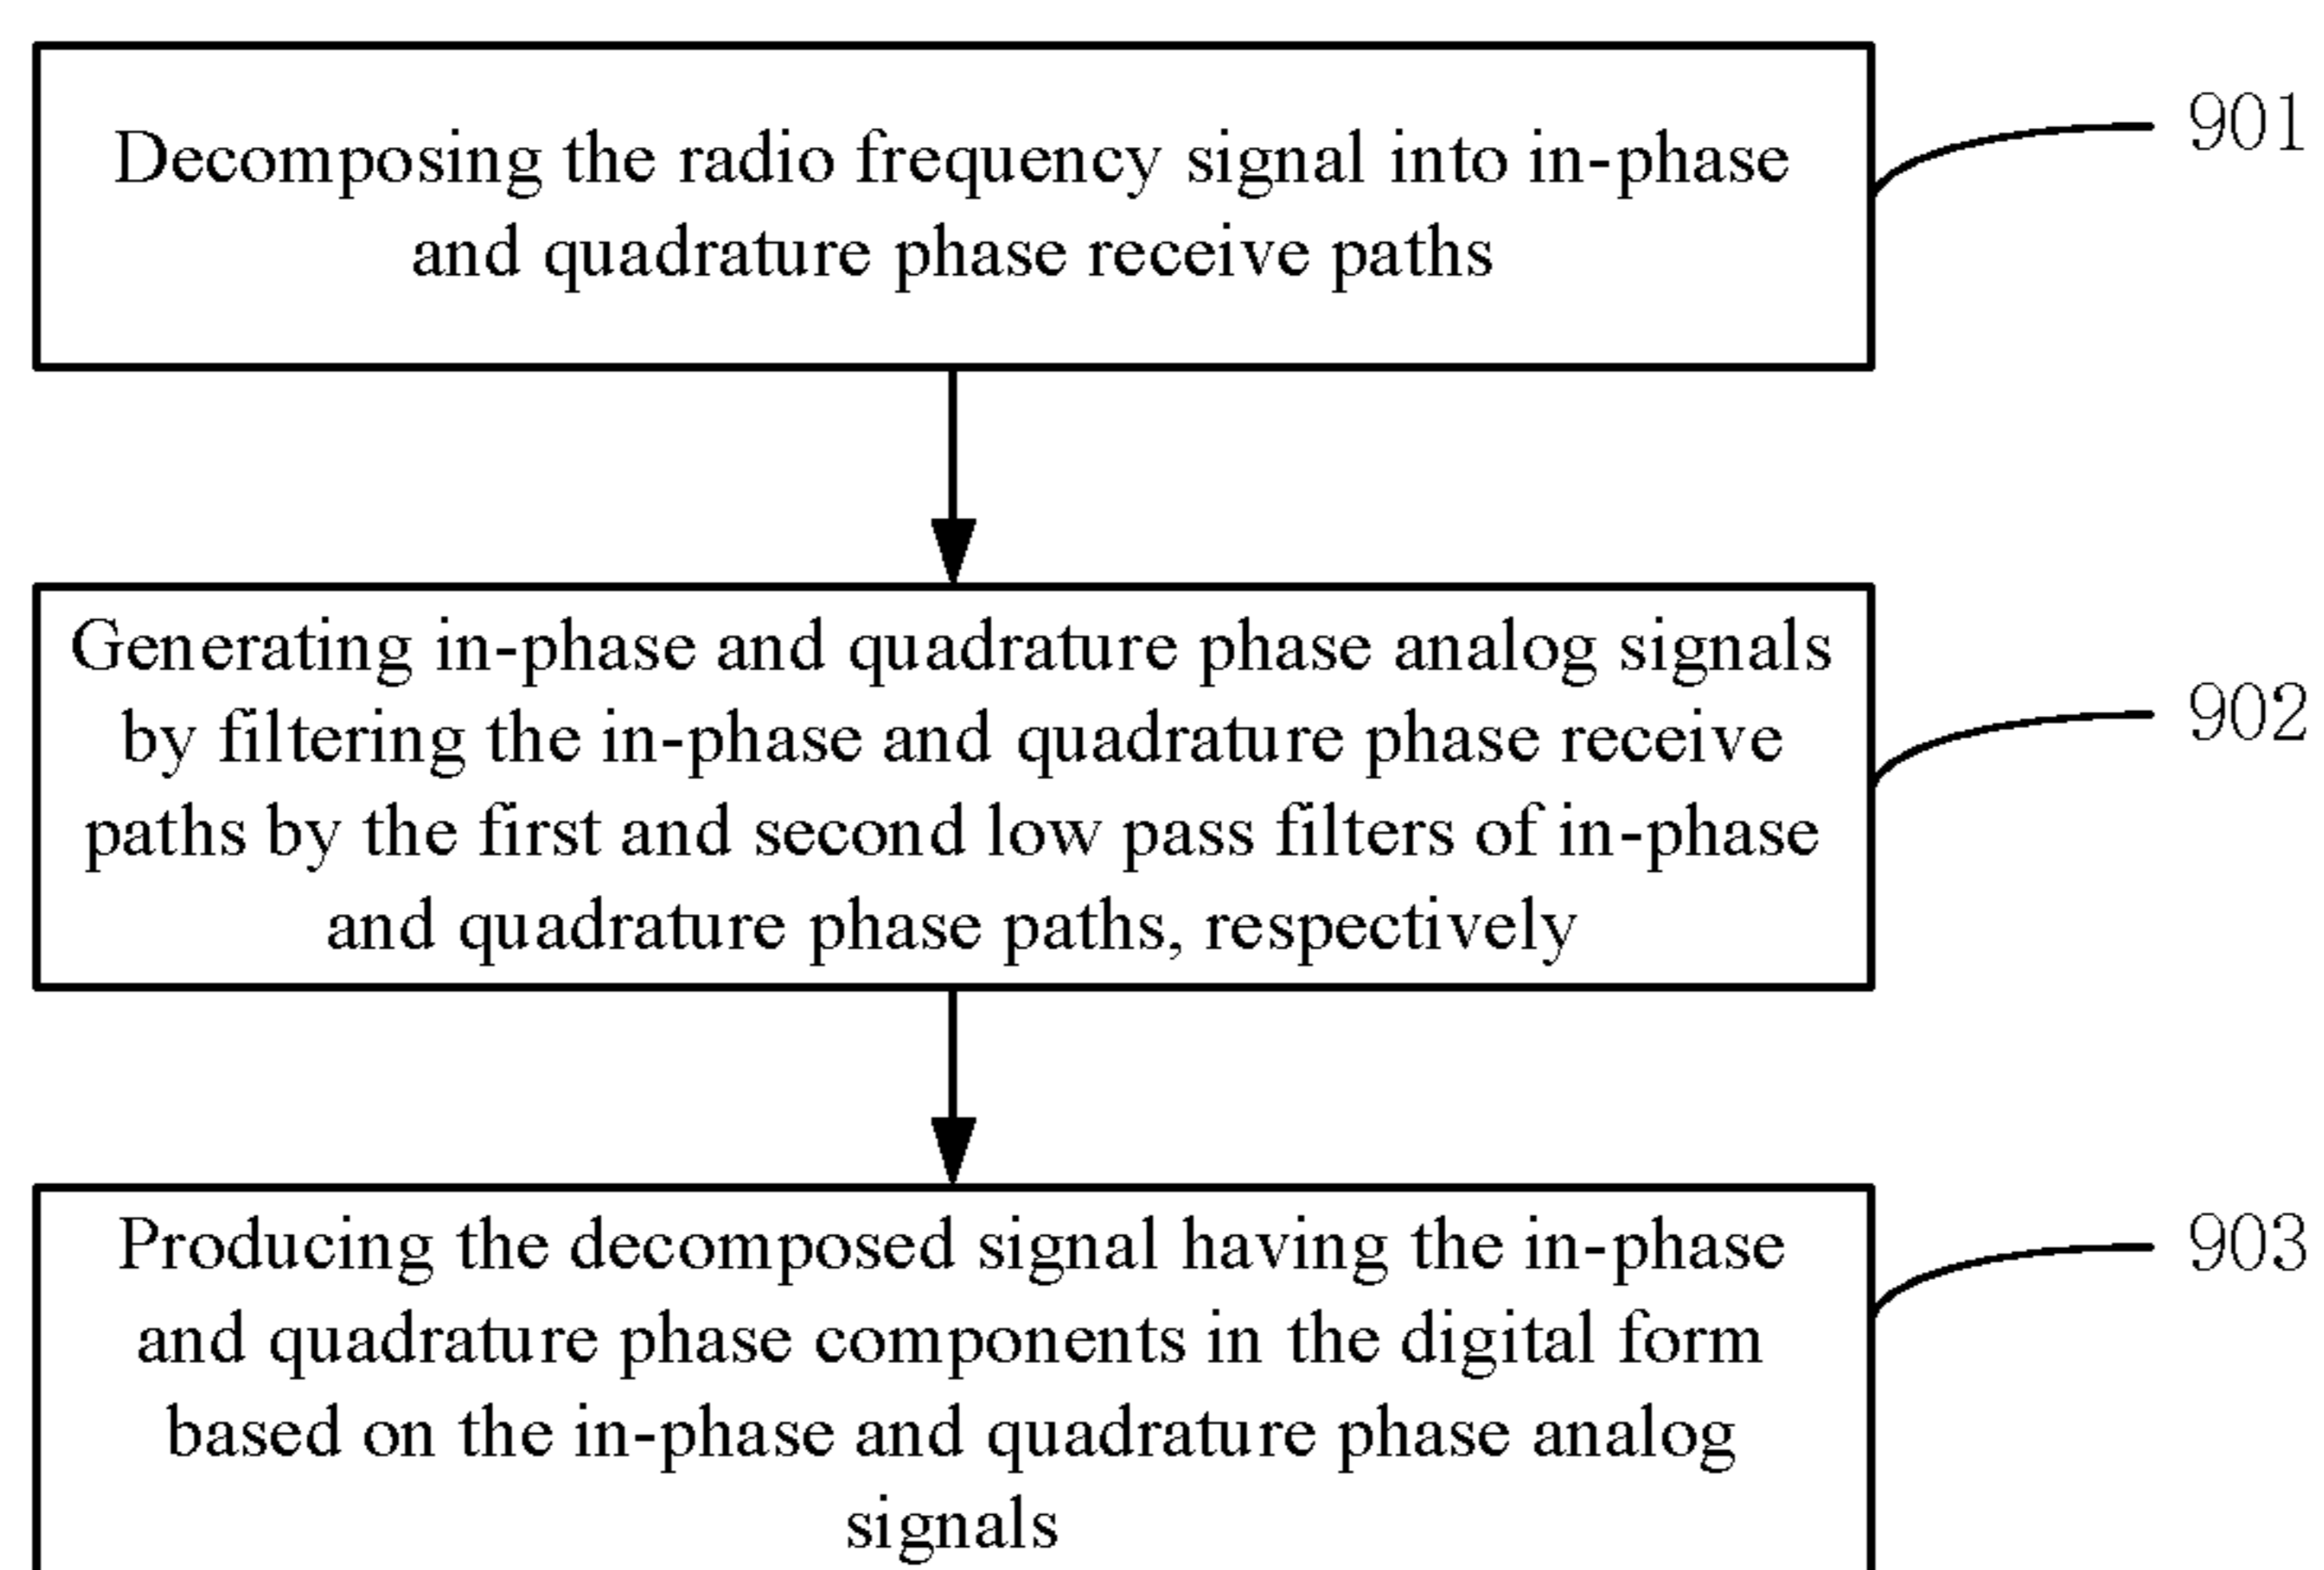 Decomposing the radio frequency signal into in-phase
and quadrature phase receive paths
901
Generating in-phase and quadrature phase analog signals
by filtering the in-phase and quadrature phase receive
paths by the first and second low pass filters of in-phase
and quadrature phase paths, respectively
902
Producing the decomposed signal having the in-phase
and quadrature phase components in the digital form
based on the in-phase and quadrature phase analog
signals
903